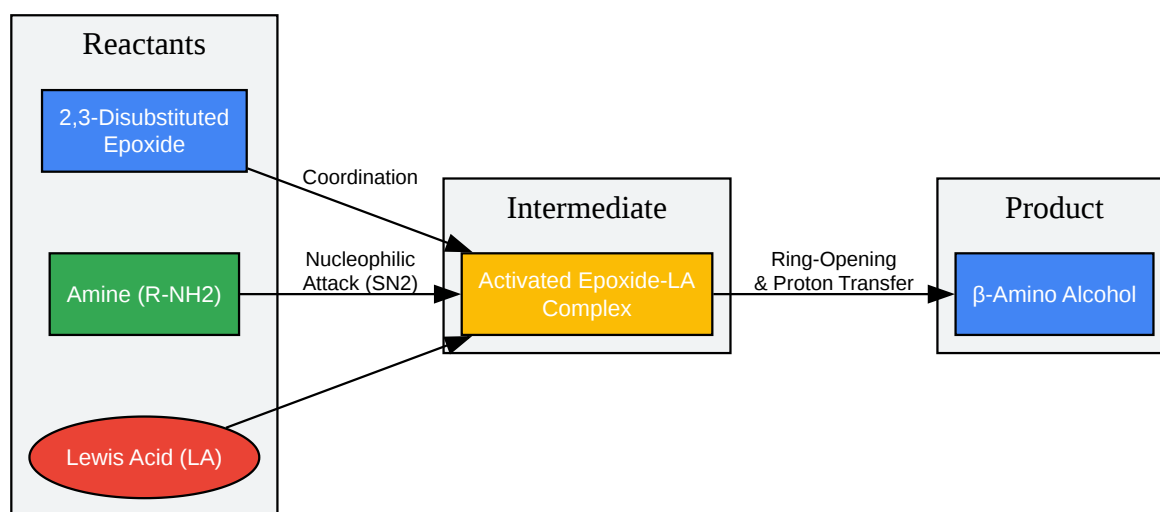 Reactants
2,3-Disubstituted
Epoxide
Coordination
Intermediate
Product
Amine (R-NH2)
Nucleophilic
Attack (SN2)
Activated Epoxide-LA
Complex
Ring-Opening
& Proton Transfer
β-Amino Alcohol
Lewis Acid (LA)